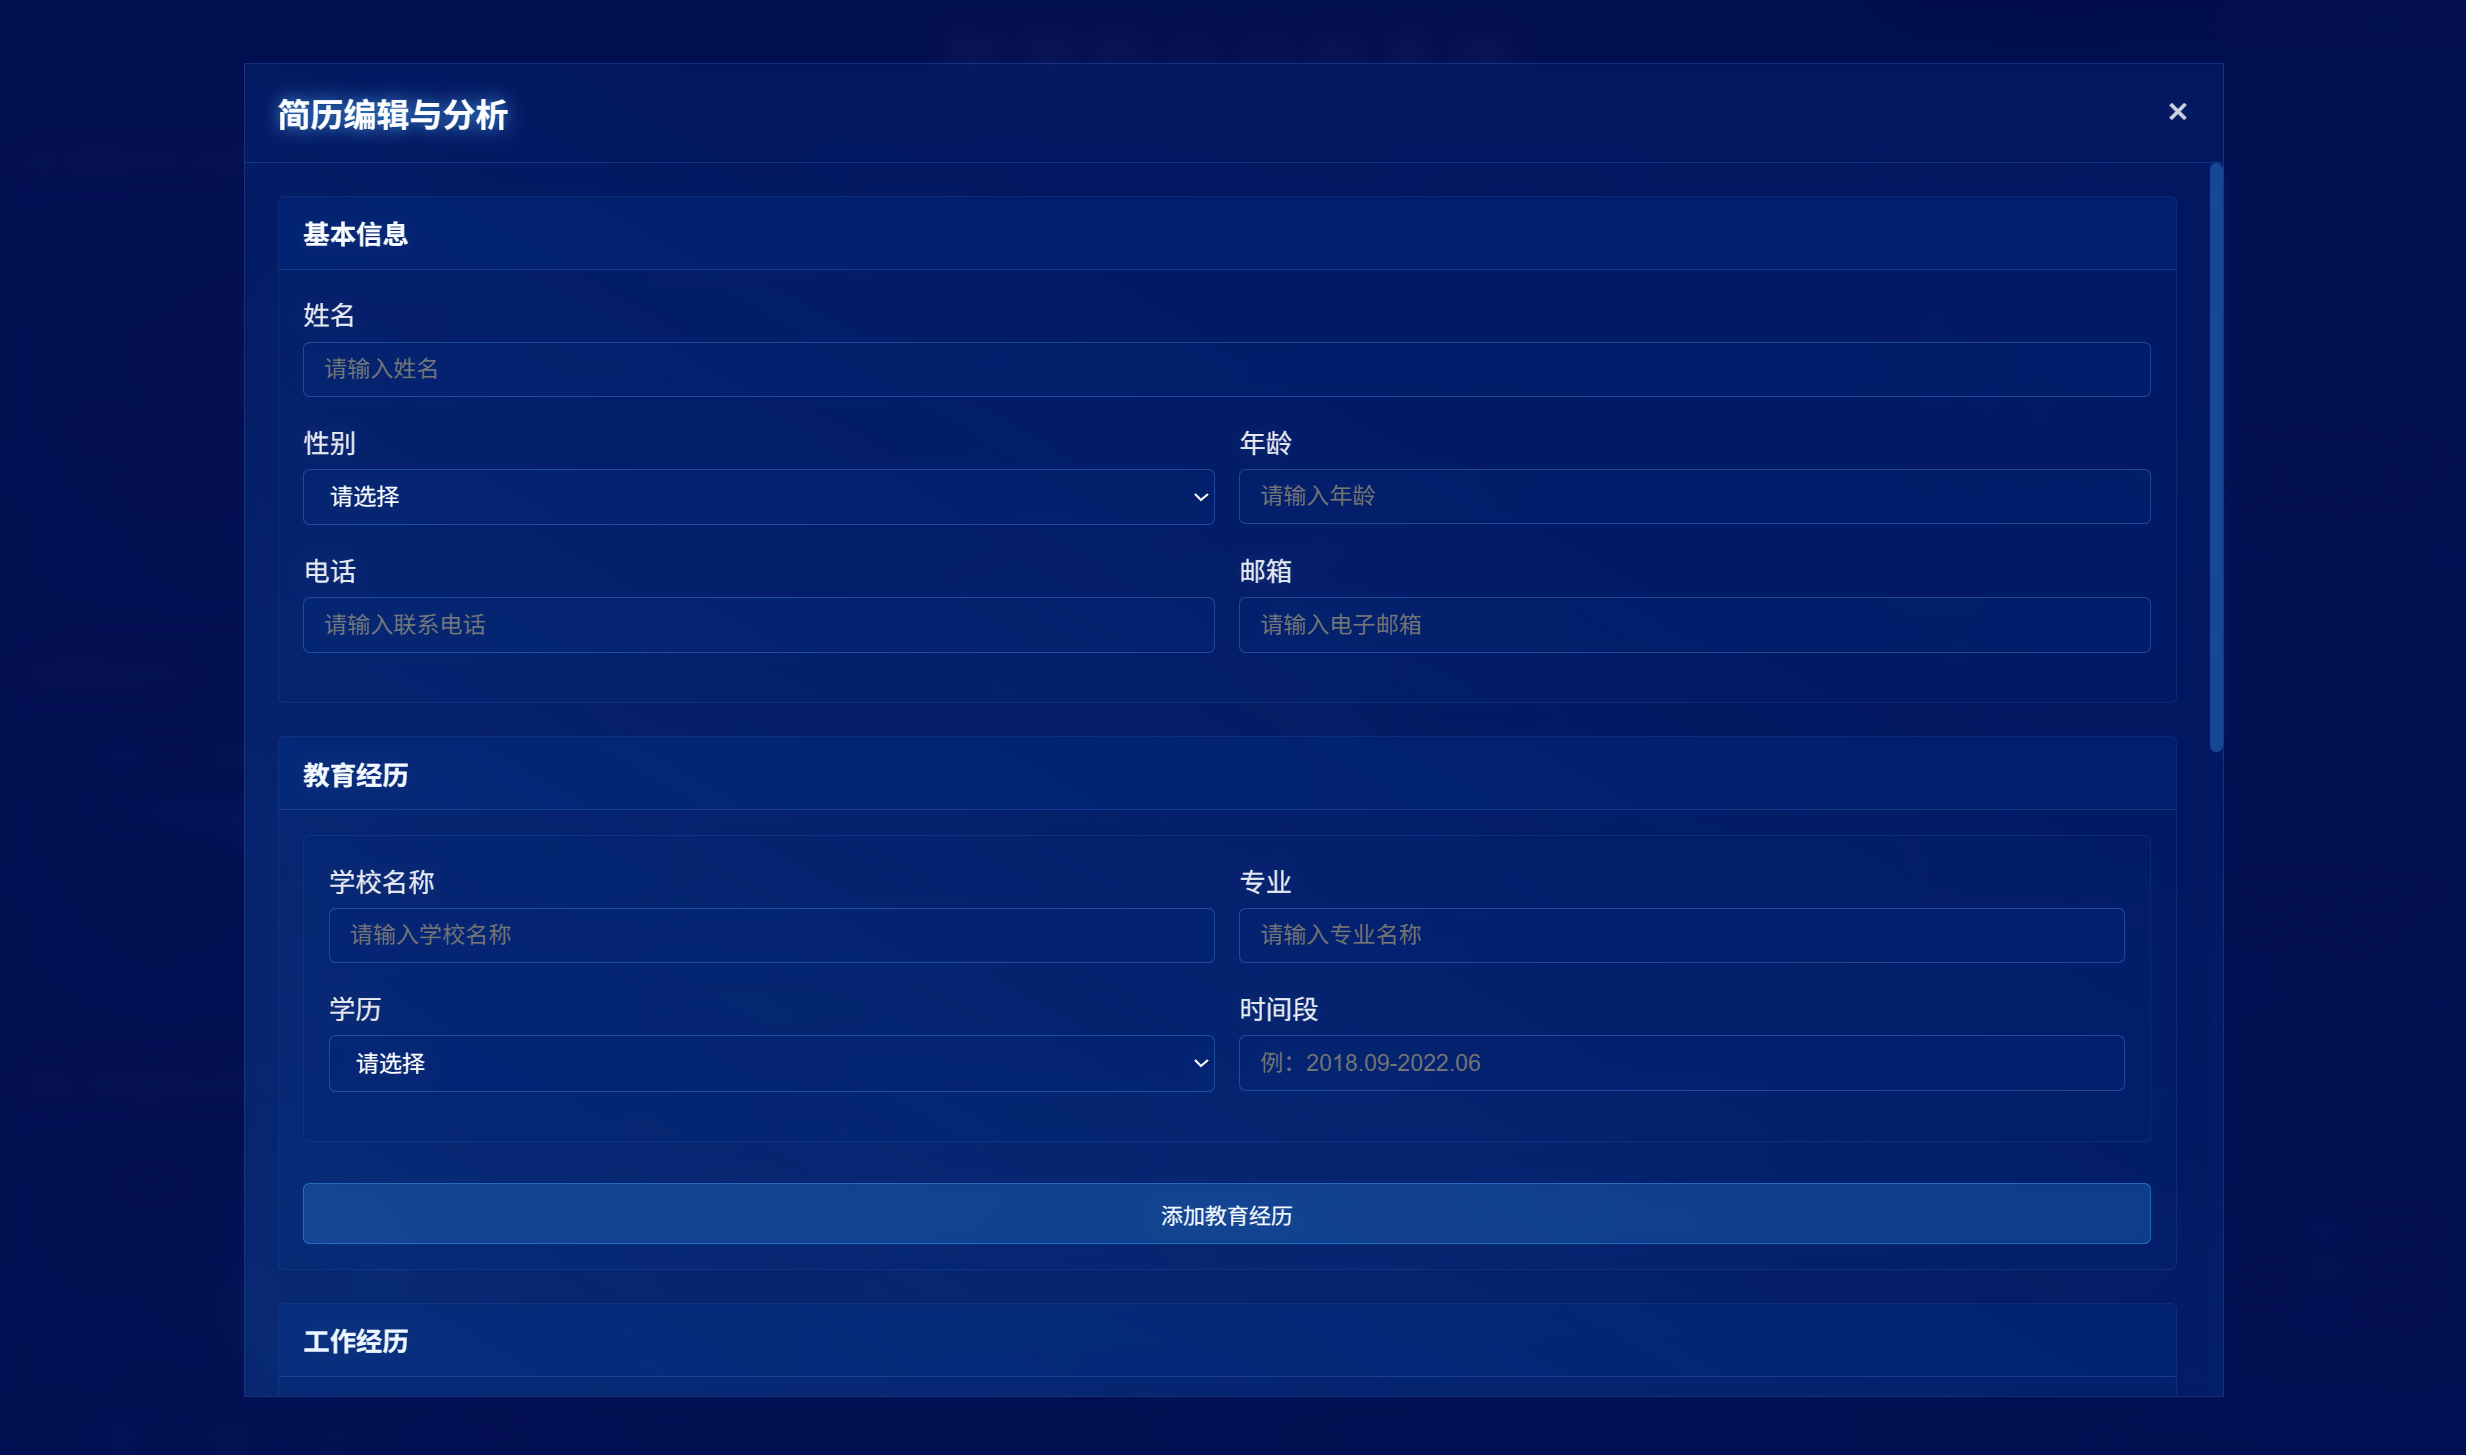 简历编辑与分析
×
基本信息
姓名
请输入姓名
性别
年龄
请选择
请输入年龄
电话
邮箱
请输入联系电话
请输入电子邮箱
教育经历
学校名称
专业
请输入学校名称
请输入专业名称
学历
时间段
请选择
例：2018.09-2022.06
添加教育经历
工作经历